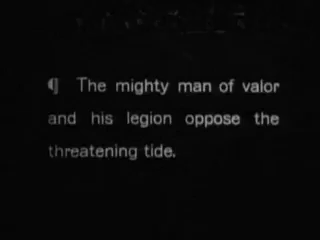 ¶ The mighty man of valor
and his legion oppose the
threatening tide.